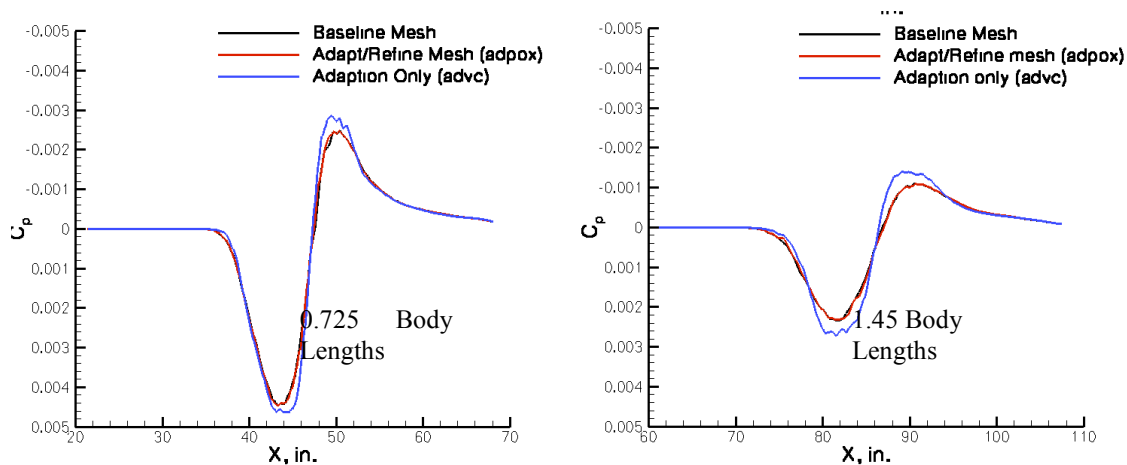 -0.005
-0.004
-0.003
-0.002
-0.001
0
0.001
0.002
0.003
0.004
0.005
Cp
Baseline Mesh
Adapt/Refine Mesh (adpox)
Adaption Only (advc)
0.725 Body
Lengths
20 30 40 50 60 70
X, in.
-0.005
-0.004
-0.003
-0.002
-0.001
0
0.001
0.002
0.003
0.004
0.005
Cp
Baseline Mesh
Adapt/Refine mesh (adpox)
Adaption only (advc)
1.45 Body
Lengths
60 70 80 90 100 110
X, in.